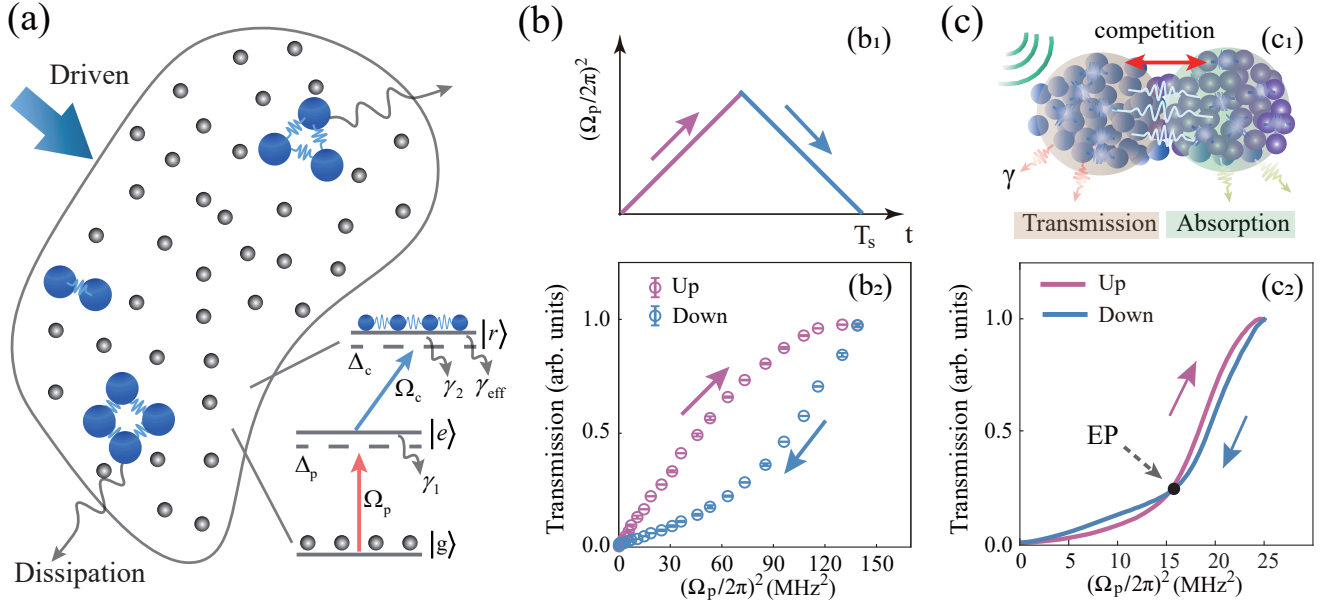 (a)
Driven
Dissipation
|r⟩
Δc
Ωc
γ2
γeff
|e⟩
Δp
γ1
Ωp
|g⟩
(b)
(b1)
(Ωp/2π)²
Ts
t
(b2)
Up
Down
Transmission (arb. units)
1.0
0.5
0.0
0 30 60 90 120 150
(Ωp/2π)² (MHz²)
(c)
(c1)
competition
γ
Transmission Absorption
(c2)
Up
Down
EP
Transmission (arb. units)
1.0
0.5
0.0
0 5 10 15 20 25
(Ωp/2π)² (MHz²)